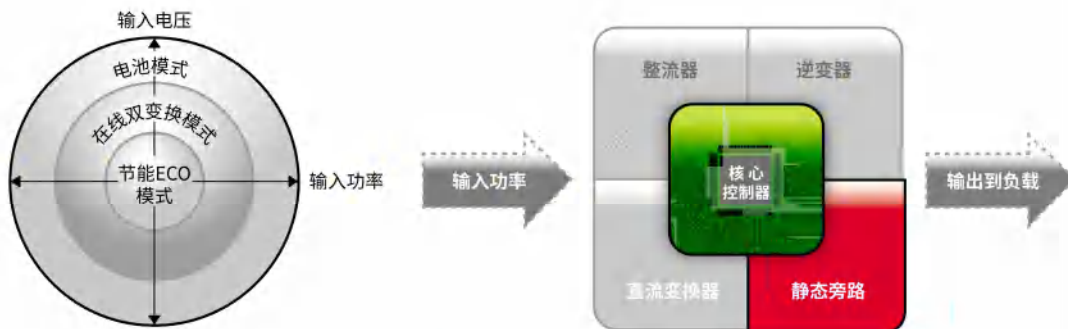 输入电压
电池模式
在线双变换模式
节能ECO
模式
输入功率
输入功率
整流器
逆变器
核心
控制器
直流变换器
静态旁路
输出到负载